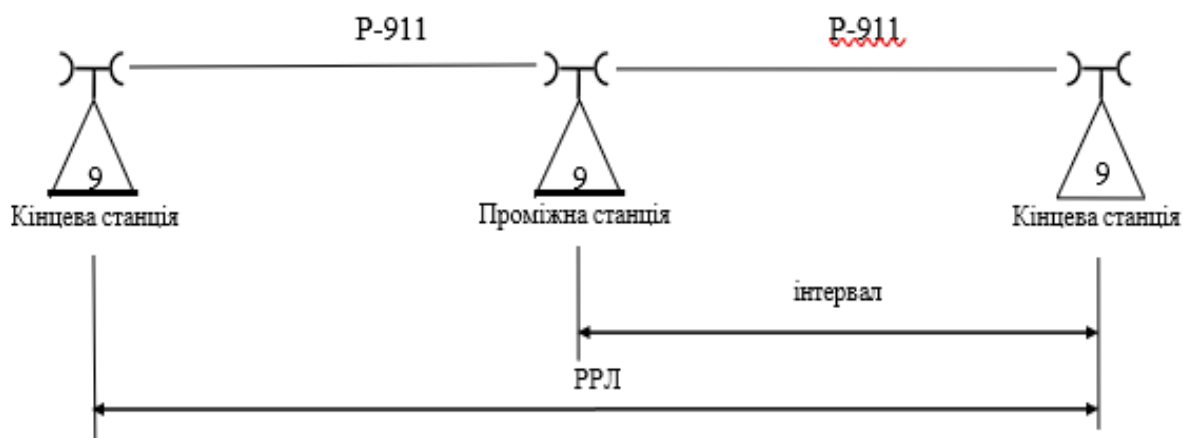 Р-911
Р-911
9
9
9
Кінцева станція
Проміжна станція
Кінцева станція
інтервал
РРЛ